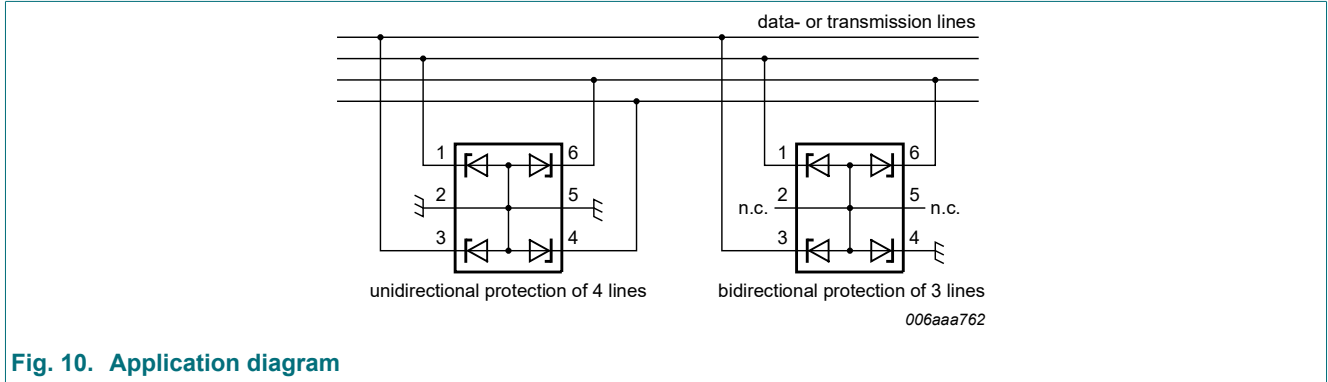 data- or transmission lines
1 6 1 6
2 5 n.c. 2 5 n.c.
3 4 3 4
unidirectional protection of 4 lines bidirectional protection of 3 lines
006aaa762
Fig. 10. Application diagram